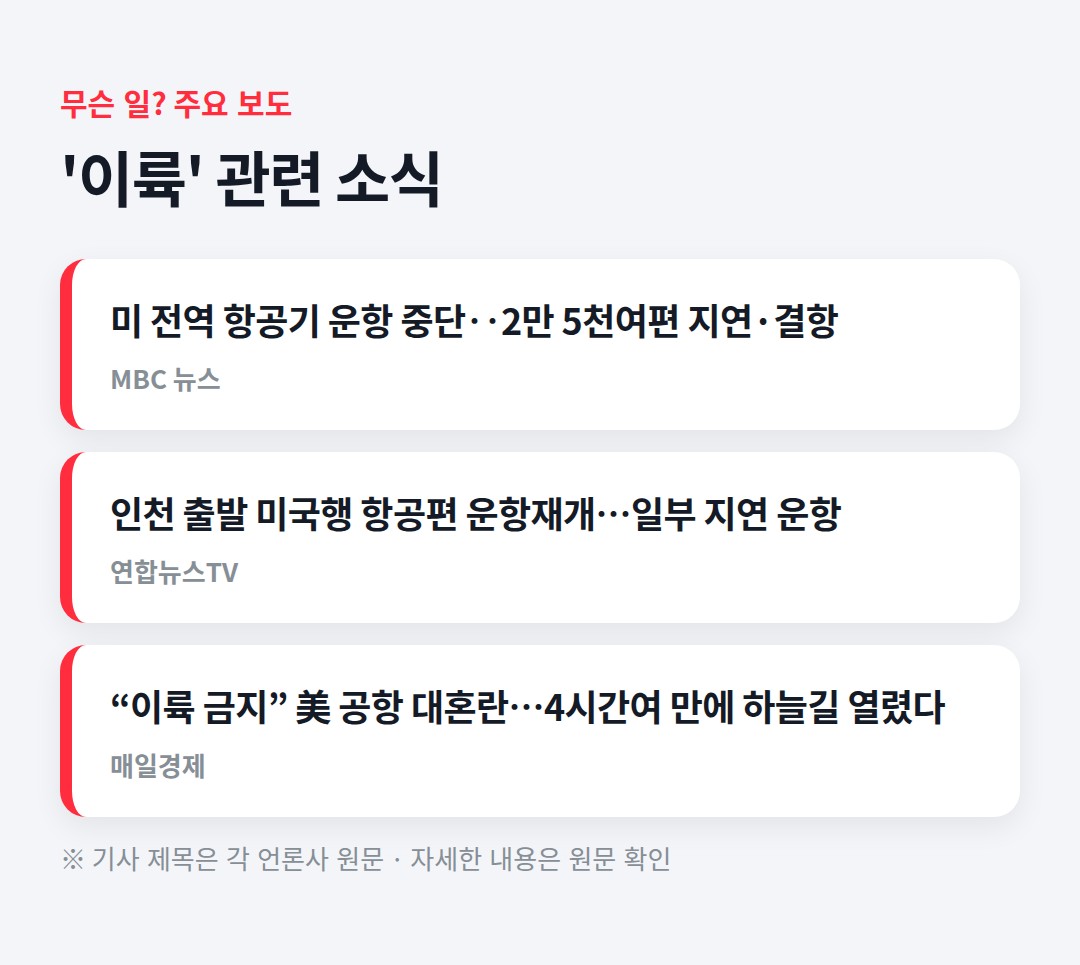 무슨 일? 주요 보도
'이륙' 관련 소식
미 전역 항공기 운항 중단··2만 5천여편 지연·결항
MBC 뉴스
인천 출발 미국행 항공편 운항재개…일부 지연 운항
연합뉴스TV
“이륙 금지” 美 공항 대혼란…4시간여 만에 하늘길 열렸다
매일경제
※ 기사 제목은 각 언론사 원문 · 자세한 내용은 원문 확인